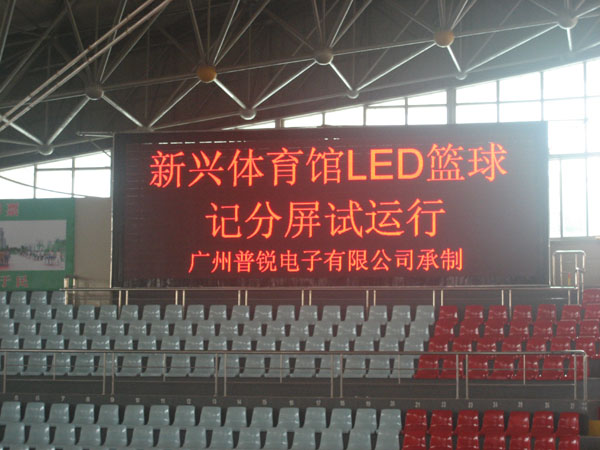 新兴体育馆LED篮球
记分屏试运行
广州普锐电子有限公司承制